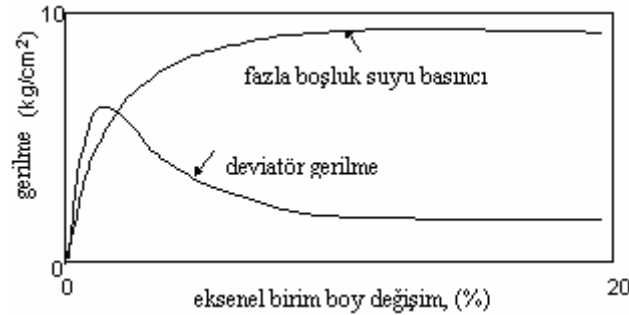 10
gerilme (kg/cm²)
fazla boşluk suyu basıncı
deviatör gerilme
0
0
20
eksenel birim boy değişim, (%)